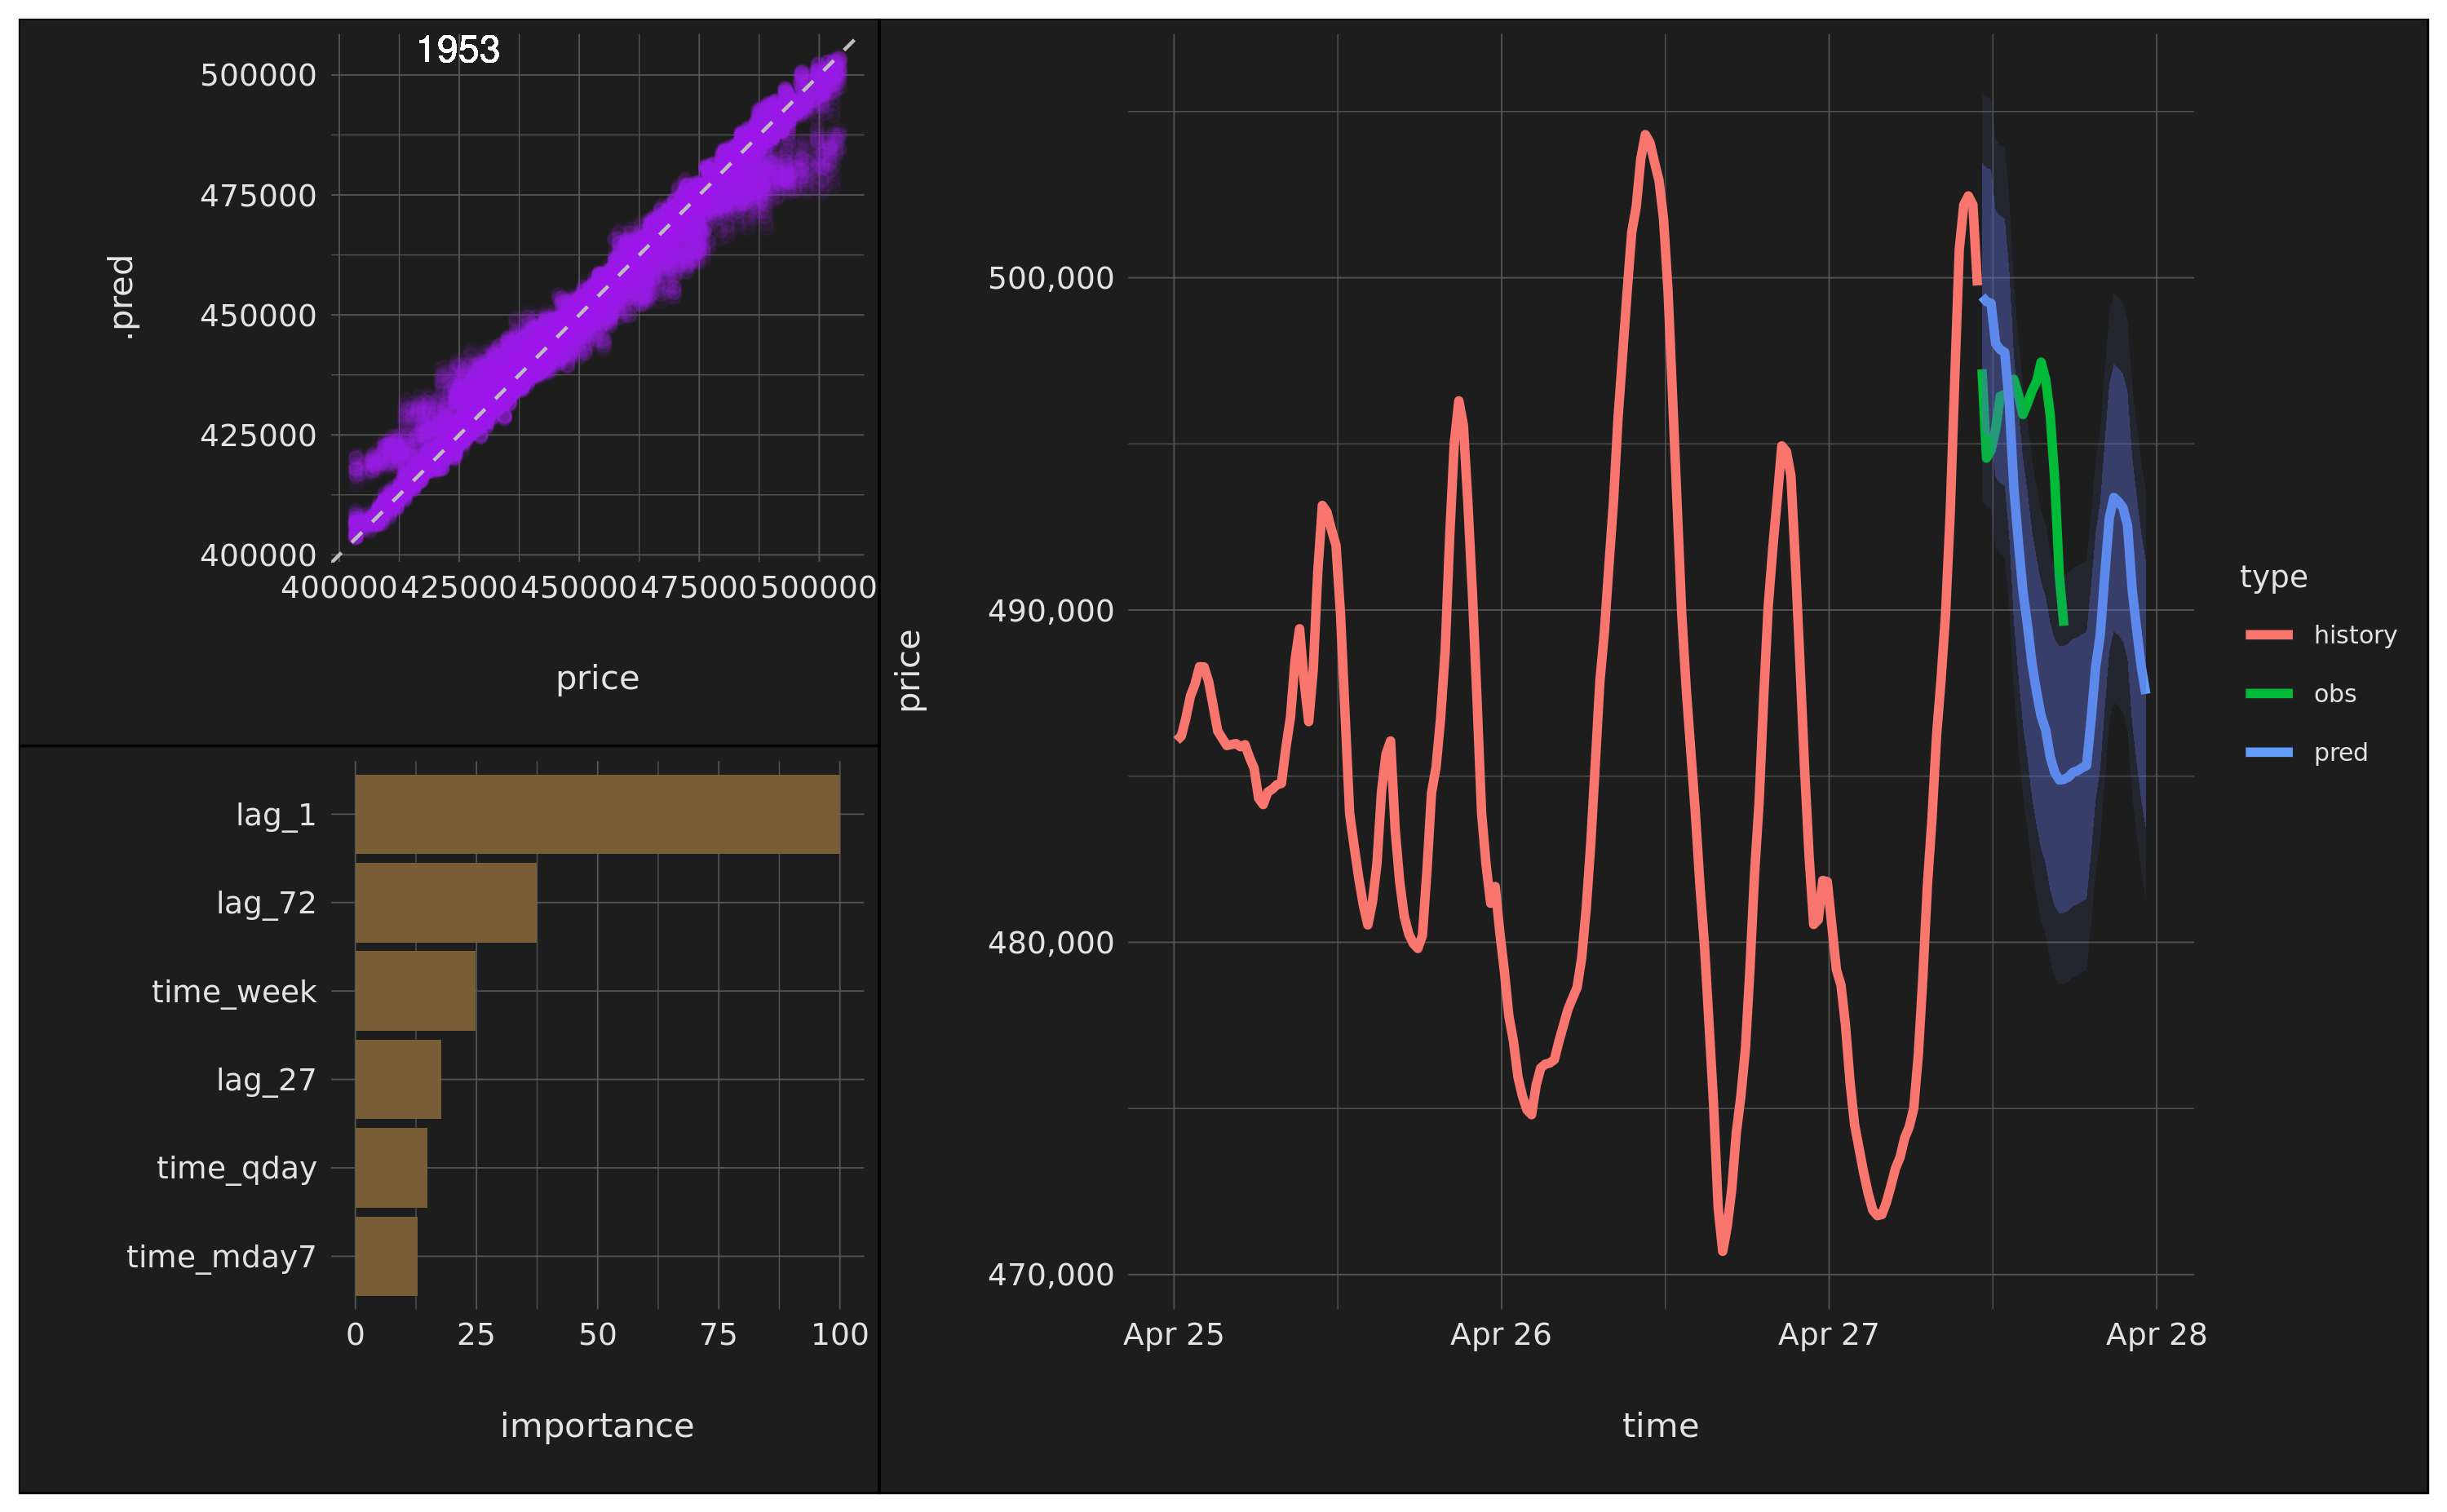 1953
500000
475000
450000
425000
400000
.pred
400000 425000 450000 475000 500000
price
lag_1
lag_72
time_week
lag_27
time_qday
time_mday7
0 25 50 75 100
importance
500,000
490,000
480,000
470,000
price
Apr 25 Apr 26 Apr 27 Apr 28
time
type
history
obs
pred